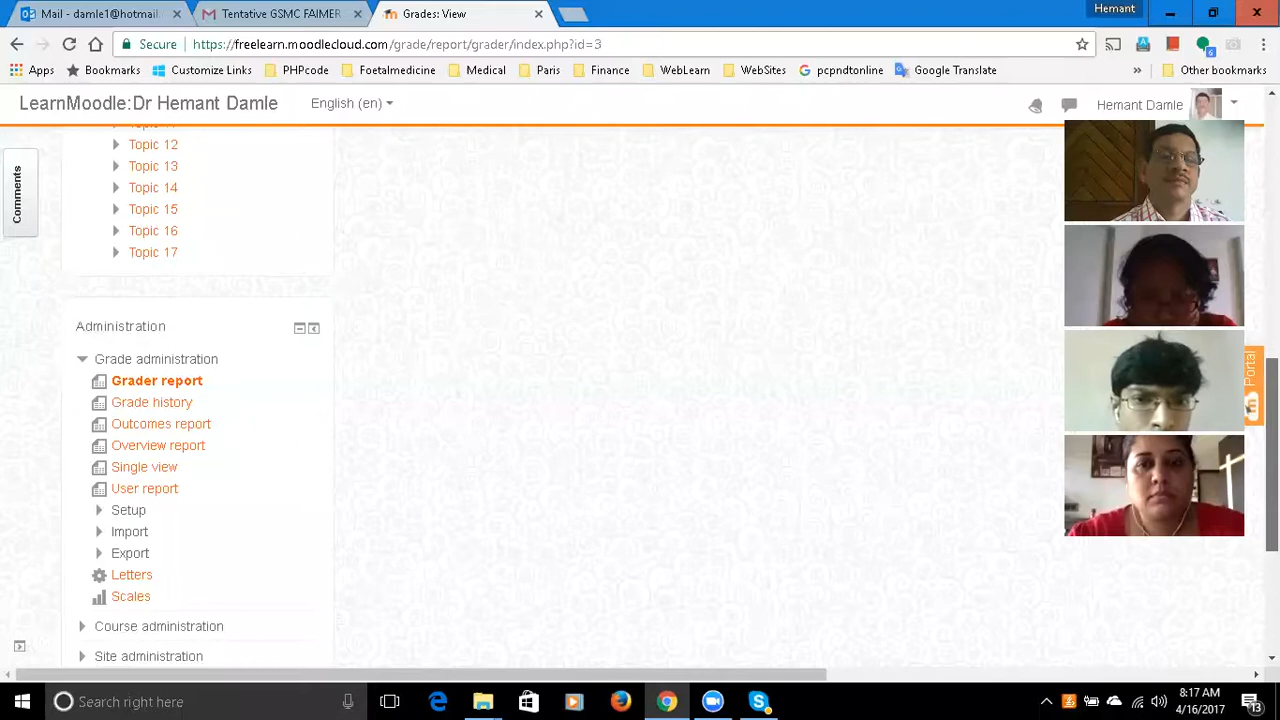 Mail - damle1@hotmail
Tentative GSMC FAIMER
Grades: View
Hemant
Secure
https://freelearn.moodlecloud.com/grade/report/grader/index.php?id=3
6
Apps
Bookmarks
Customize Links
PHPcode
Foetalmedicine
Medical
Paris
Finance
WebLearn
WebSites
pcpndtonline
Google Translate
»
Other bookmarks
LearnMoodle:Dr Hemant Damle
English (en)
Hemant Damle
Topic 12
Topic 13
Topic 14
Topic 15
Topic 16
Topic 17
Comments
Administration
Grade administration
Grader report
Grade history
Outcomes report
Overview report
Single view
User report
Setup
Import
Export
Letters
Scales
Course administration
Site administration
Portal
m
Search right here
8:17 AM
4/16/2017
13